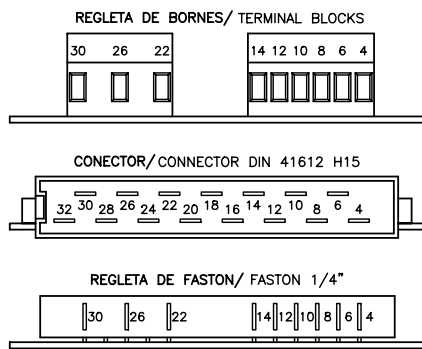 REGLETA DE BORNES/ TERMINAL BLOCKS
30 26 22 14 12 10 8 6 4
CONECTOR/ CONNECTOR DIN 41612 H15
32 30 28 26 24 22 20 18 16 14 12 10 8 6 4
REGLETA DE FASTON/ FASTON 1/4"
30 26 22 14 12 10 8 6 4